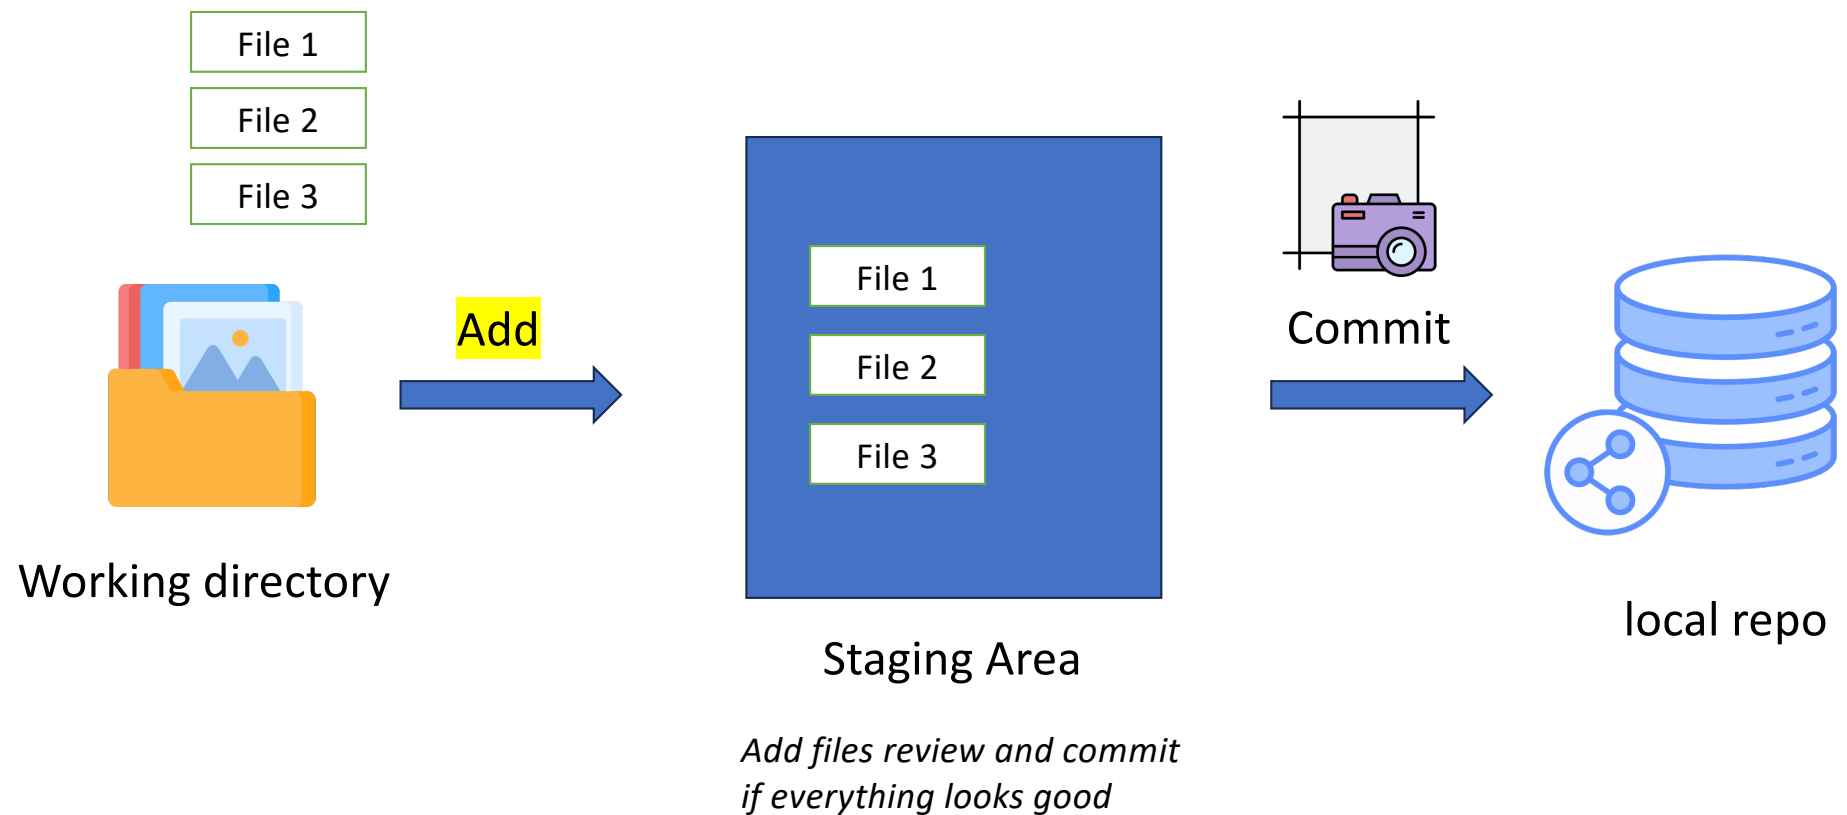 File 1
File 2
File 3
Working directory
Add
File 1
File 2
File 3
Staging Area
Add files review and commit
if everything looks good
Commit
local repo